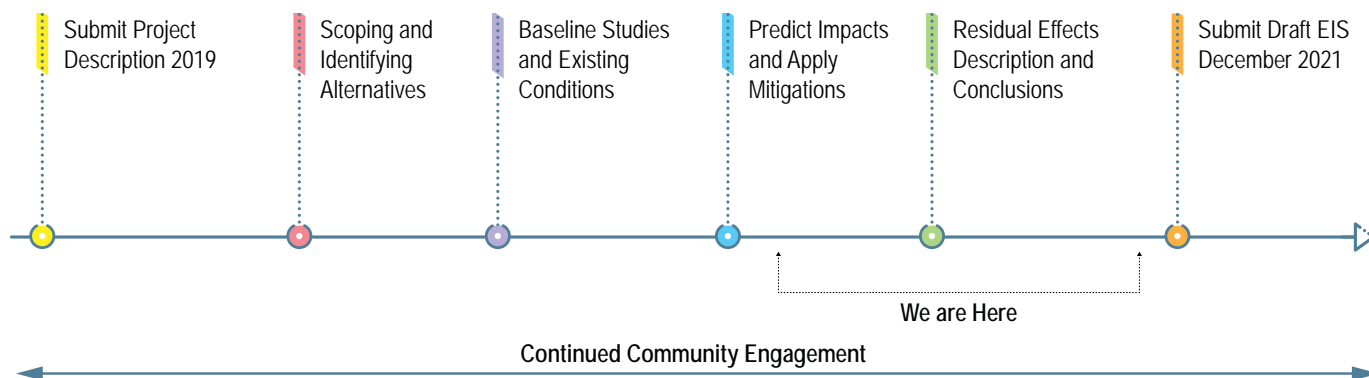 Submit Project
Description 2019
Scoping and
Identifying
Alternatives
Baseline Studies
and Existing
Conditions
Predict Impacts
and Apply
Mitigations
Residual Effects
Description and
Conclusions
Submit Draft EIS
December 2021
We are Here
Continued Community Engagement